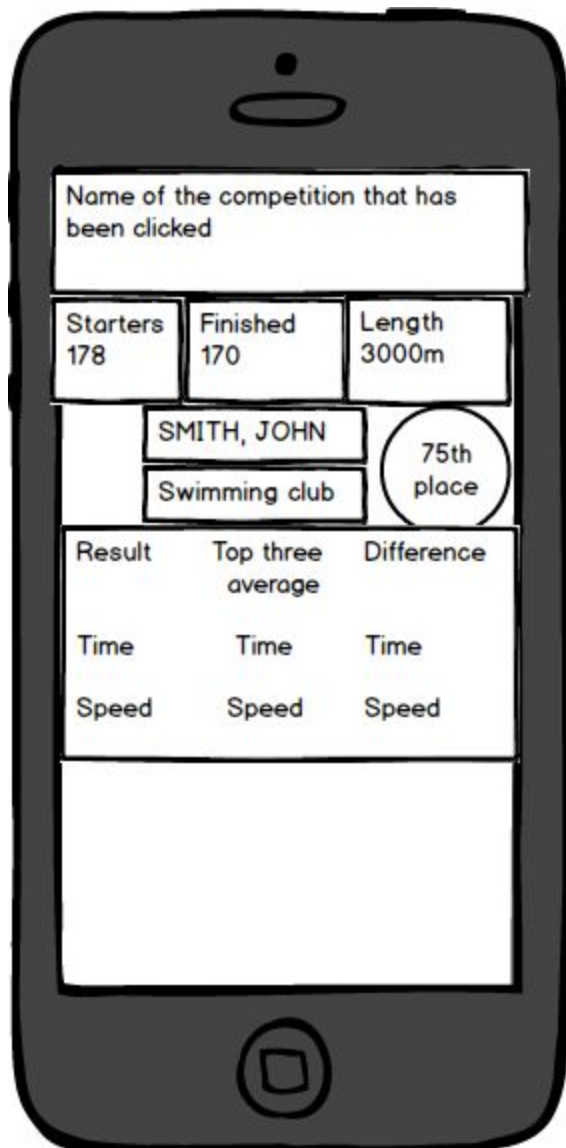 Name of the competition that has
been clicked
Starters
178
Finished
170
Length
3000m
SMITH, JOHN
Swimming club
75th
place
Result
Top three
average
Difference
Time
Time
Time
Speed
Speed
Speed